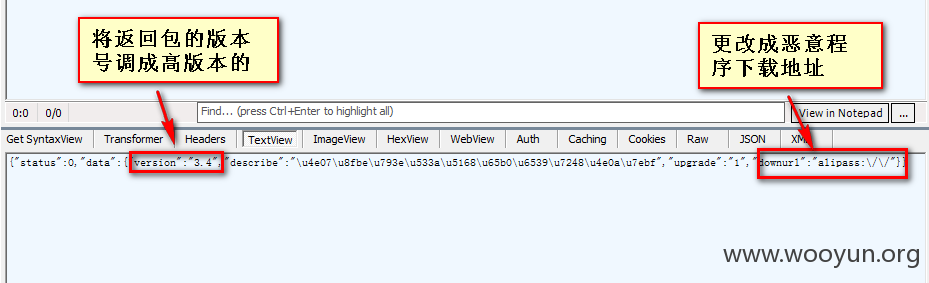 将返回包的版本
号调成高版本的
更改成恶意程
序下载地址
0:0 0/0 Find... (press Ctrl+Enter to highlight all) View in Notepad ...
Get SyntaxView Transformer Headers TextView ImageView HexView WebView Auth Caching Cookies Raw JSON XML
{"status":0,"data":{"version":"3.4","describe":"\u4e07\u8fbe\u793e\u533a\u5168\u65b0\u6539\u7248\u4e0a\u7ebf","upgrade":"1","downurl":"alipass:\/\/"}}
www.wooyun.org